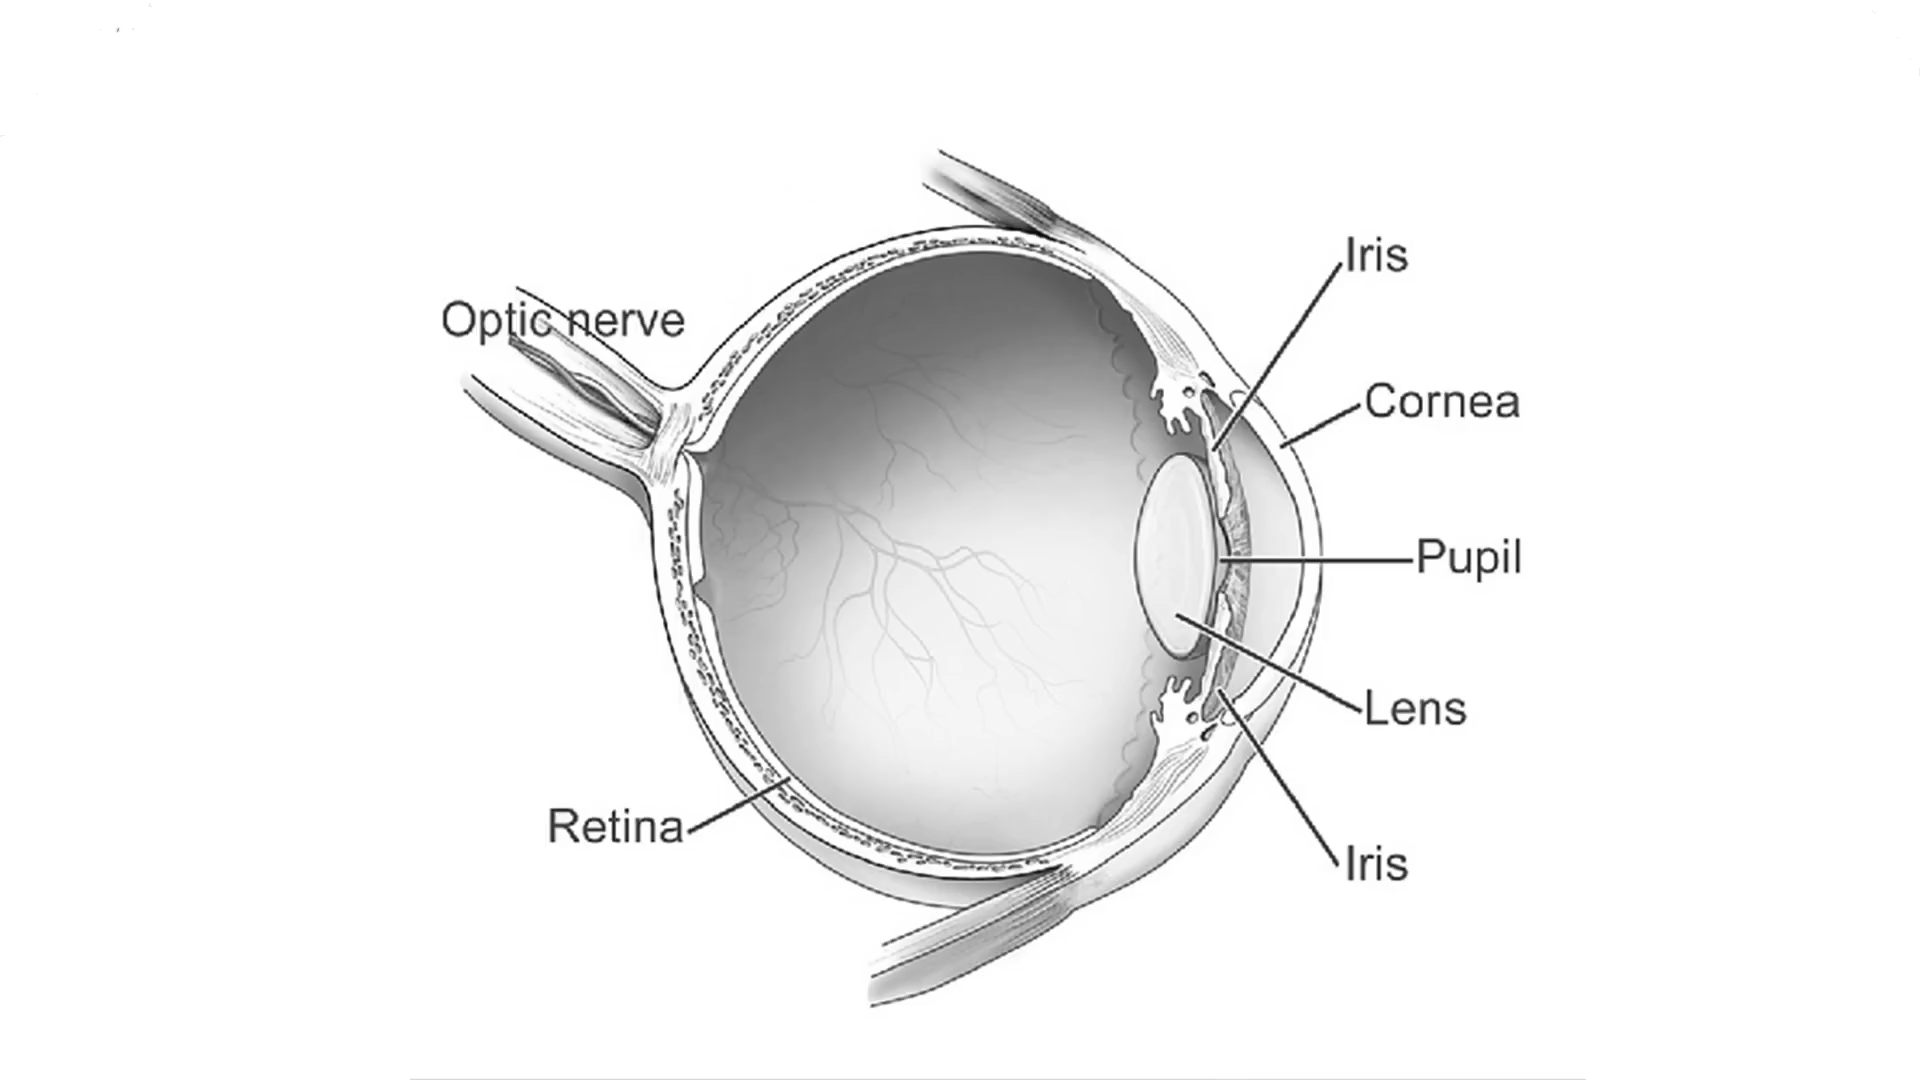 Iris
Optic nerve
Cornea
Pupil
Lens
Retina
Iris